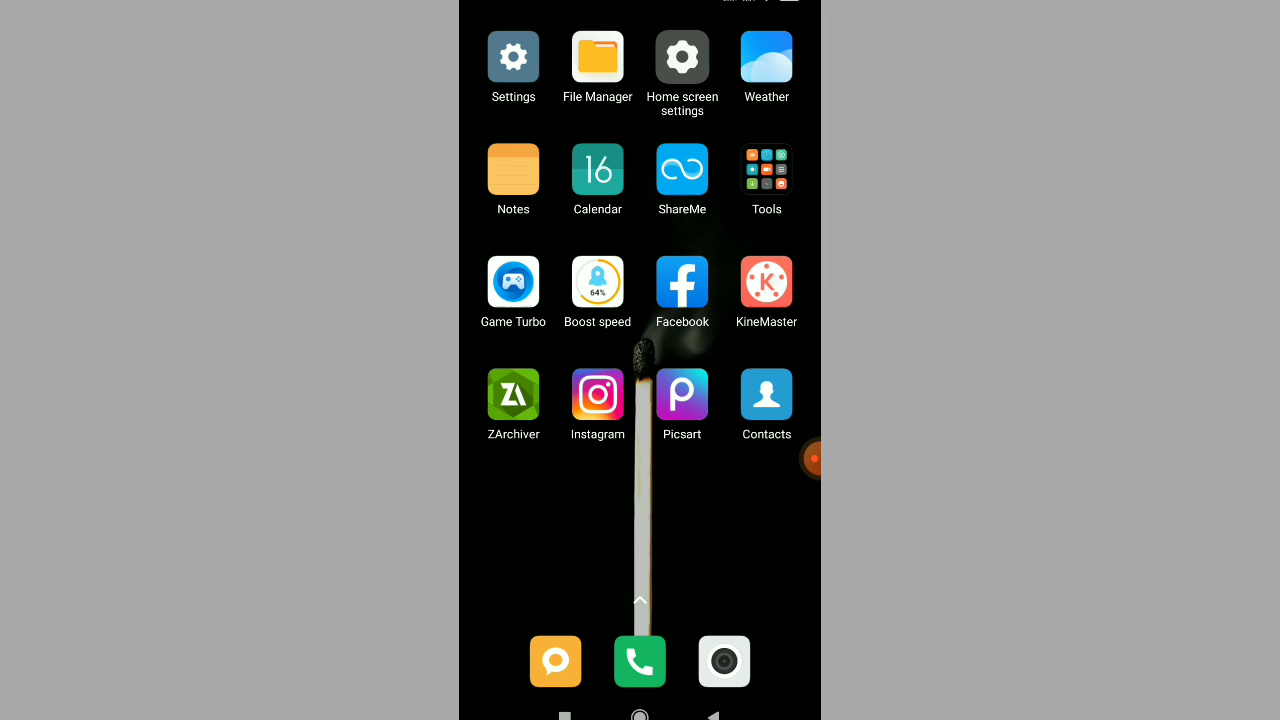 Settings
File Manager
Home screen
settings
Weather
Notes
16
Calendar
ShareMe
Tools
Game Turbo
64%
Boost speed
Facebook
K
KineMaster
ZA
ZArchiver
Instagram
Picsart
Contacts